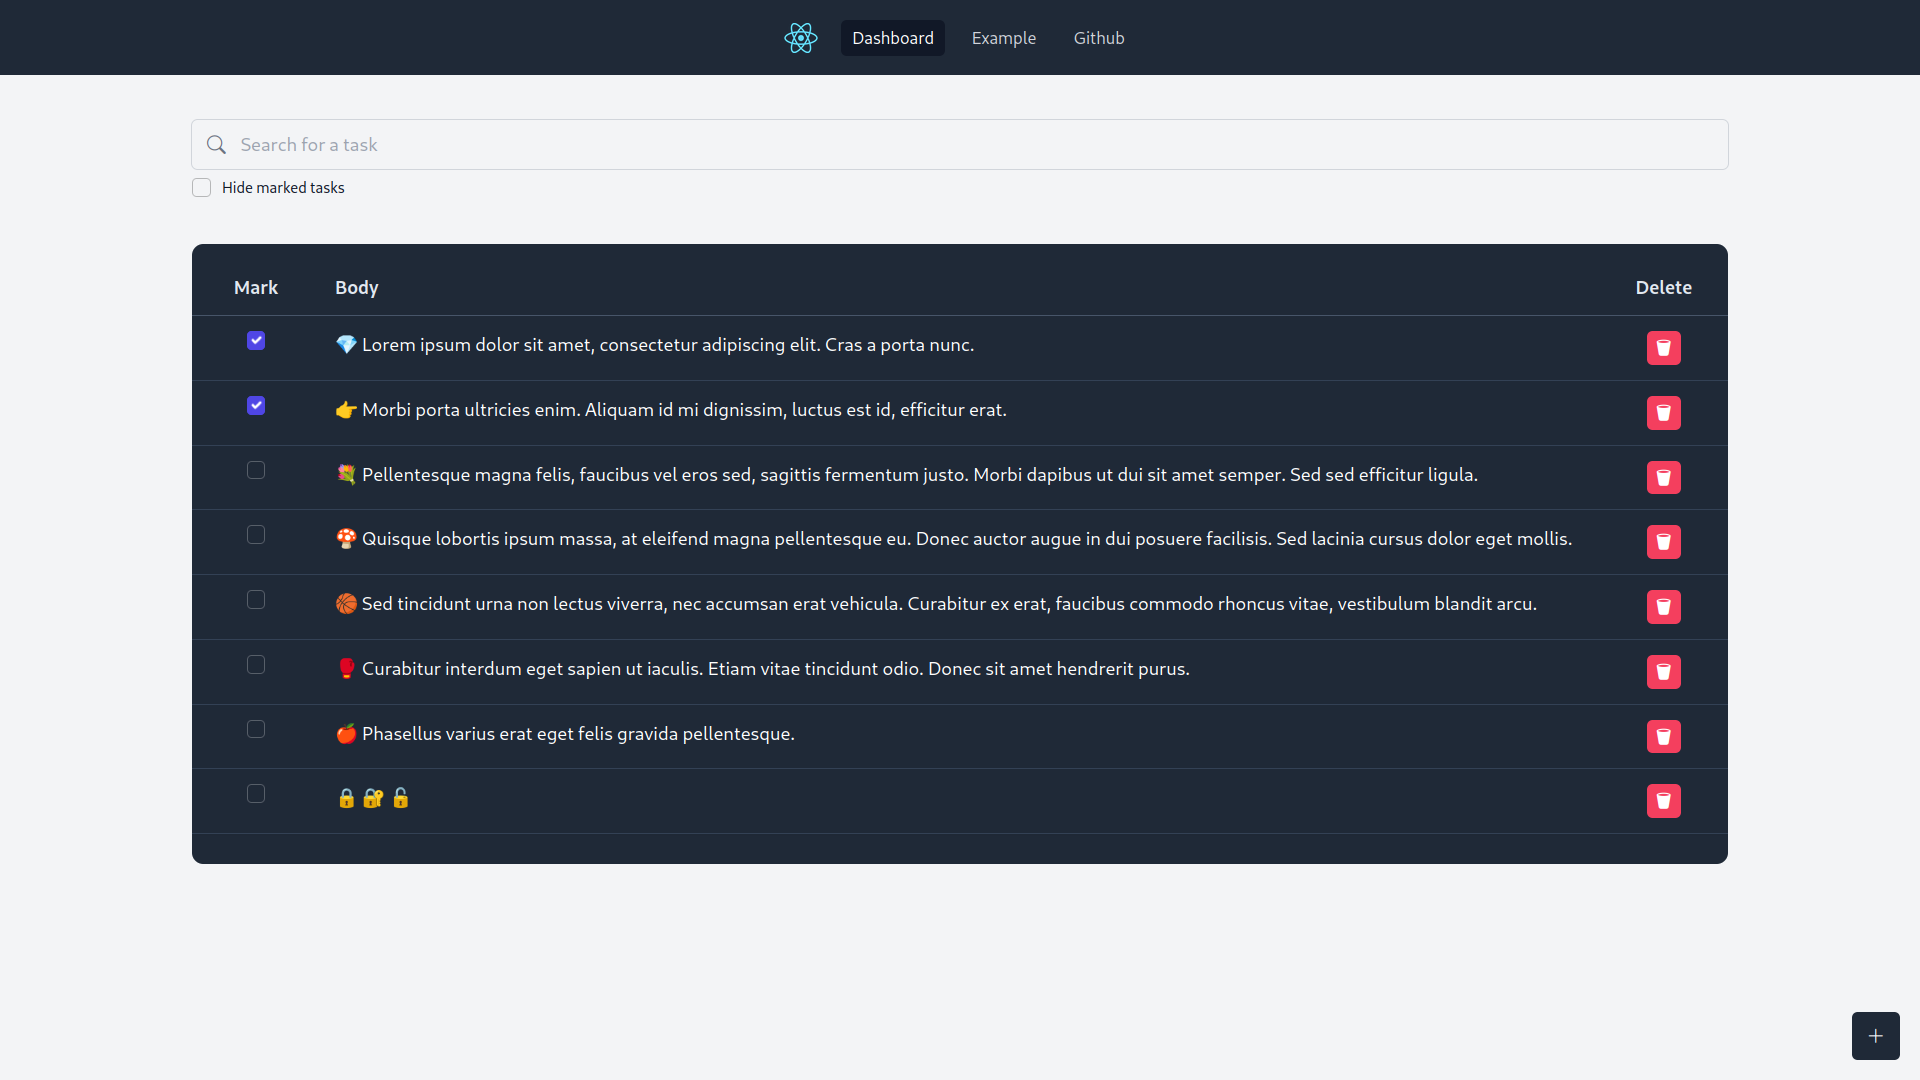 Dashboard Example Github
Search for a task
Hide marked tasks
Mark Body Delete
💎 Lorem ipsum dolor sit amet, consectetur adipiscing elit. Cras a porta nunc.
👉 Morbi porta ultricies enim. Aliquam id mi dignissim, luctus est id, efficitur erat.
💐 Pellentesque magna felis, faucibus vel eros sed, sagittis fermentum justo. Morbi dapibus ut dui sit amet semper. Sed sed efficitur ligula.
🍄 Quisque lobortis ipsum massa, at eleifend magna pellentesque eu. Donec auctor augue in dui posuere facilisis. Sed lacinia cursus dolor eget mollis.
🏀 Sed tincidunt urna non lectus viverra, nec accumsan erat vehicula. Curabitur ex erat, faucibus commodo rhoncus vitae, vestibulum blandit arcu.
🥊 Curabitur interdum eget sapien ut iaculis. Etiam vitae tincidunt odio. Donec sit amet hendrerit purus.
🍎 Phasellus varius erat eget felis gravida pellentesque.
🔒 🔐 🔓